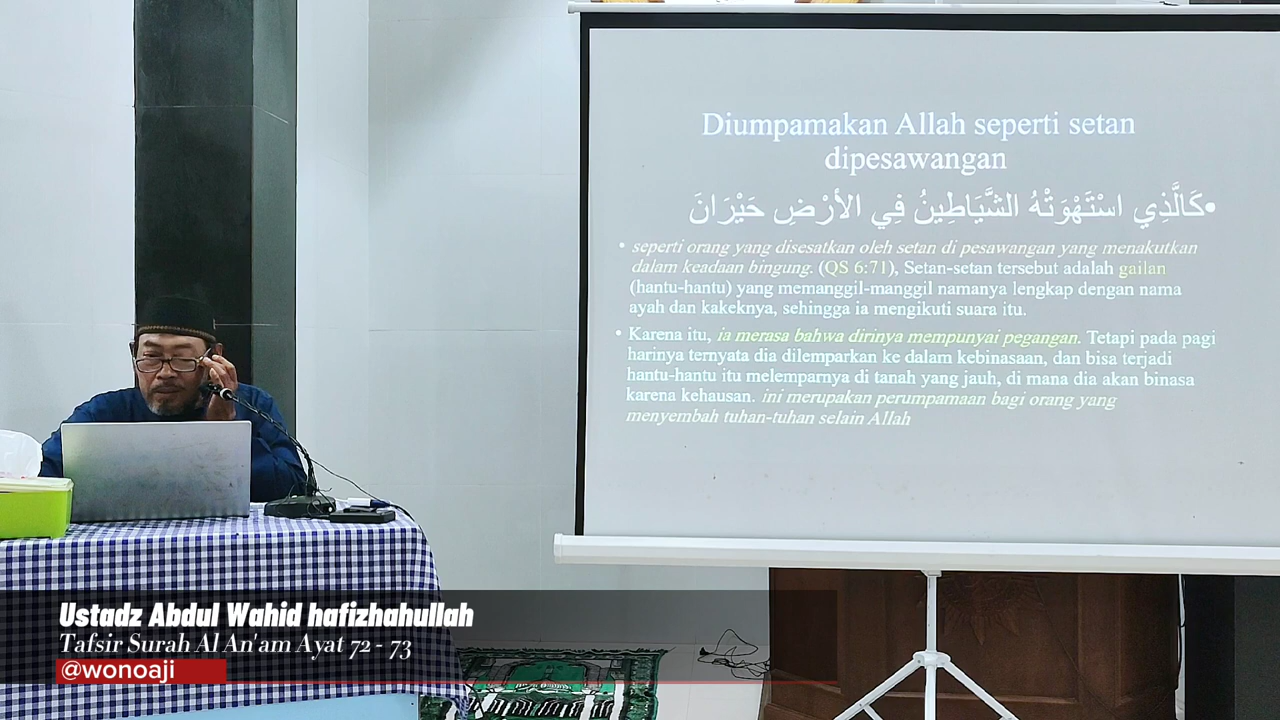 Diumpamakan Allah seperti setan
dipesawangan
•كَالَّذِي اسْتَهْوَتْهُ الشَّيَاطِينُ فِي الأرْضِ حَيْرَانَ
• seperti orang yang disesatkan oleh setan di pesawangan yang menakutkan
dalam keadaan bingung. (QS 6:71), Setan-setan tersebut adalah gailan
(hantu-hantu) yang memanggil-manggil namanya lengkap dengan nama
ayah dan kakeknya, sehingga ia mengikuti suara itu.
• Karena itu, ia merasa bahwa dirinya mempunyai pegangan. Tetapi pada pagi
harinya ternyata dia dilemparkan ke dalam kebinasaan, dan bisa terjadi
hantu-hantu itu melemparnya di tanah yang jauh, di mana dia akan binasa
karena kehausan. ini merupakan perumpamaan bagi orang yang
menyembah tuhan-tuhan selain Allah
Ustadz Abdul Wahid hafizhahullah
Tafsir Surah Al An'am Ayat 72 - 73
@wonoaji